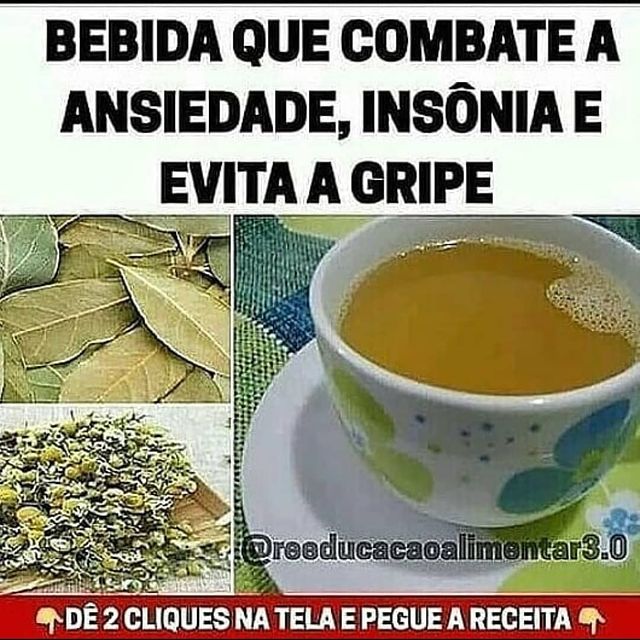 BEBIDA QUE COMBATE A
ANSIEDADE, INSÔNIA E
EVITA A GRIPE
@reeducacaoalimentar3.0
👇DÊ 2 CLIQUES NA TELA E PEGUE A RECEITA👇